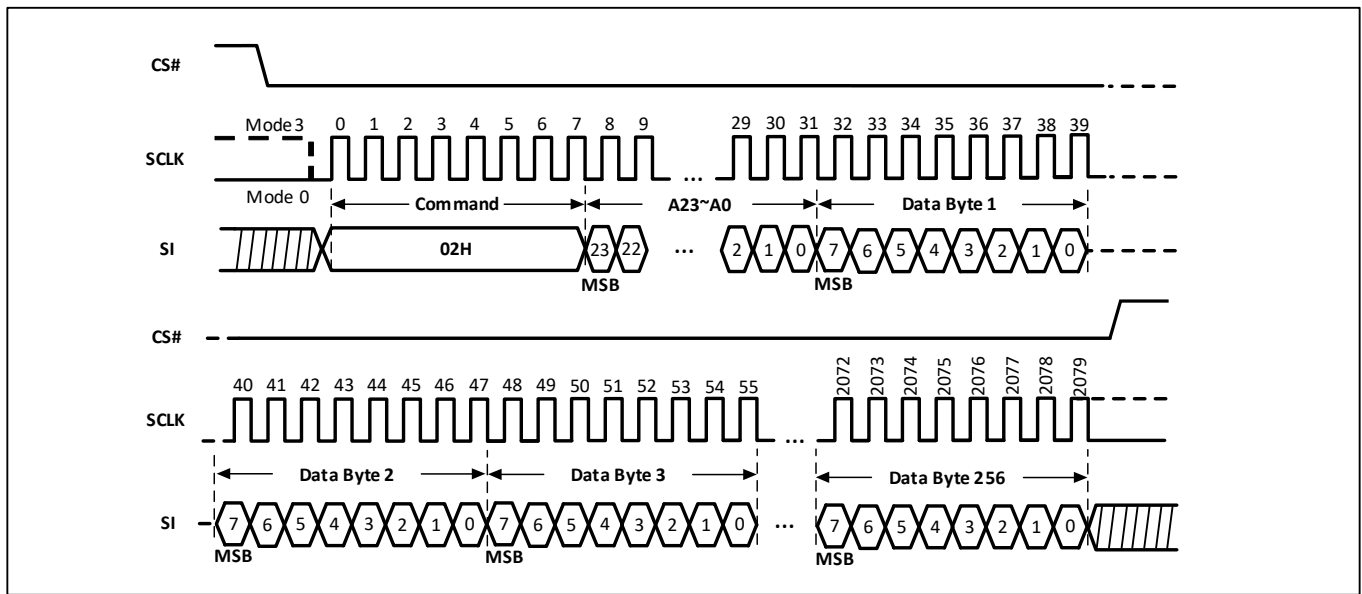 CS#
Mode 3 0 1 2 3 4 5 6 7 8 9 29 30 31 32 33 34 35 36 37 38 39
SCLK ...
Mode 0 Command A23~A0 Data Byte 1
SI 02H 23 22 ... 2 1 0 7 6 5 4 3 2 1 0
MSB MSB
CS#
40 41 42 43 44 45 46 47 48 49 50 51 52 53 54 55 2072 2073 2074 2075 2076 2077 2078 2079
SCLK ...
Data Byte 2 Data Byte 3 Data Byte 256
SI 7 6 5 4 3 2 1 0 7 6 5 4 3 2 1 0 ... 7 6 5 4 3 2 1 0
MSB MSB MSB